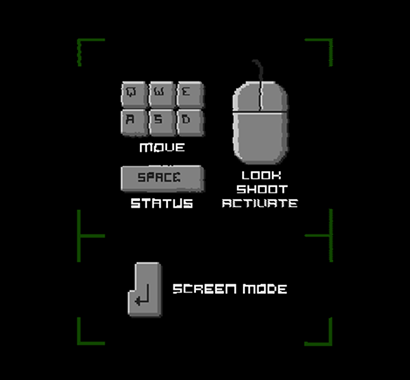 Q W E
A S D
MOVE
SPACE
STATUS
LOOK
SHOOT
ACTIVATE
SCREEN MODE